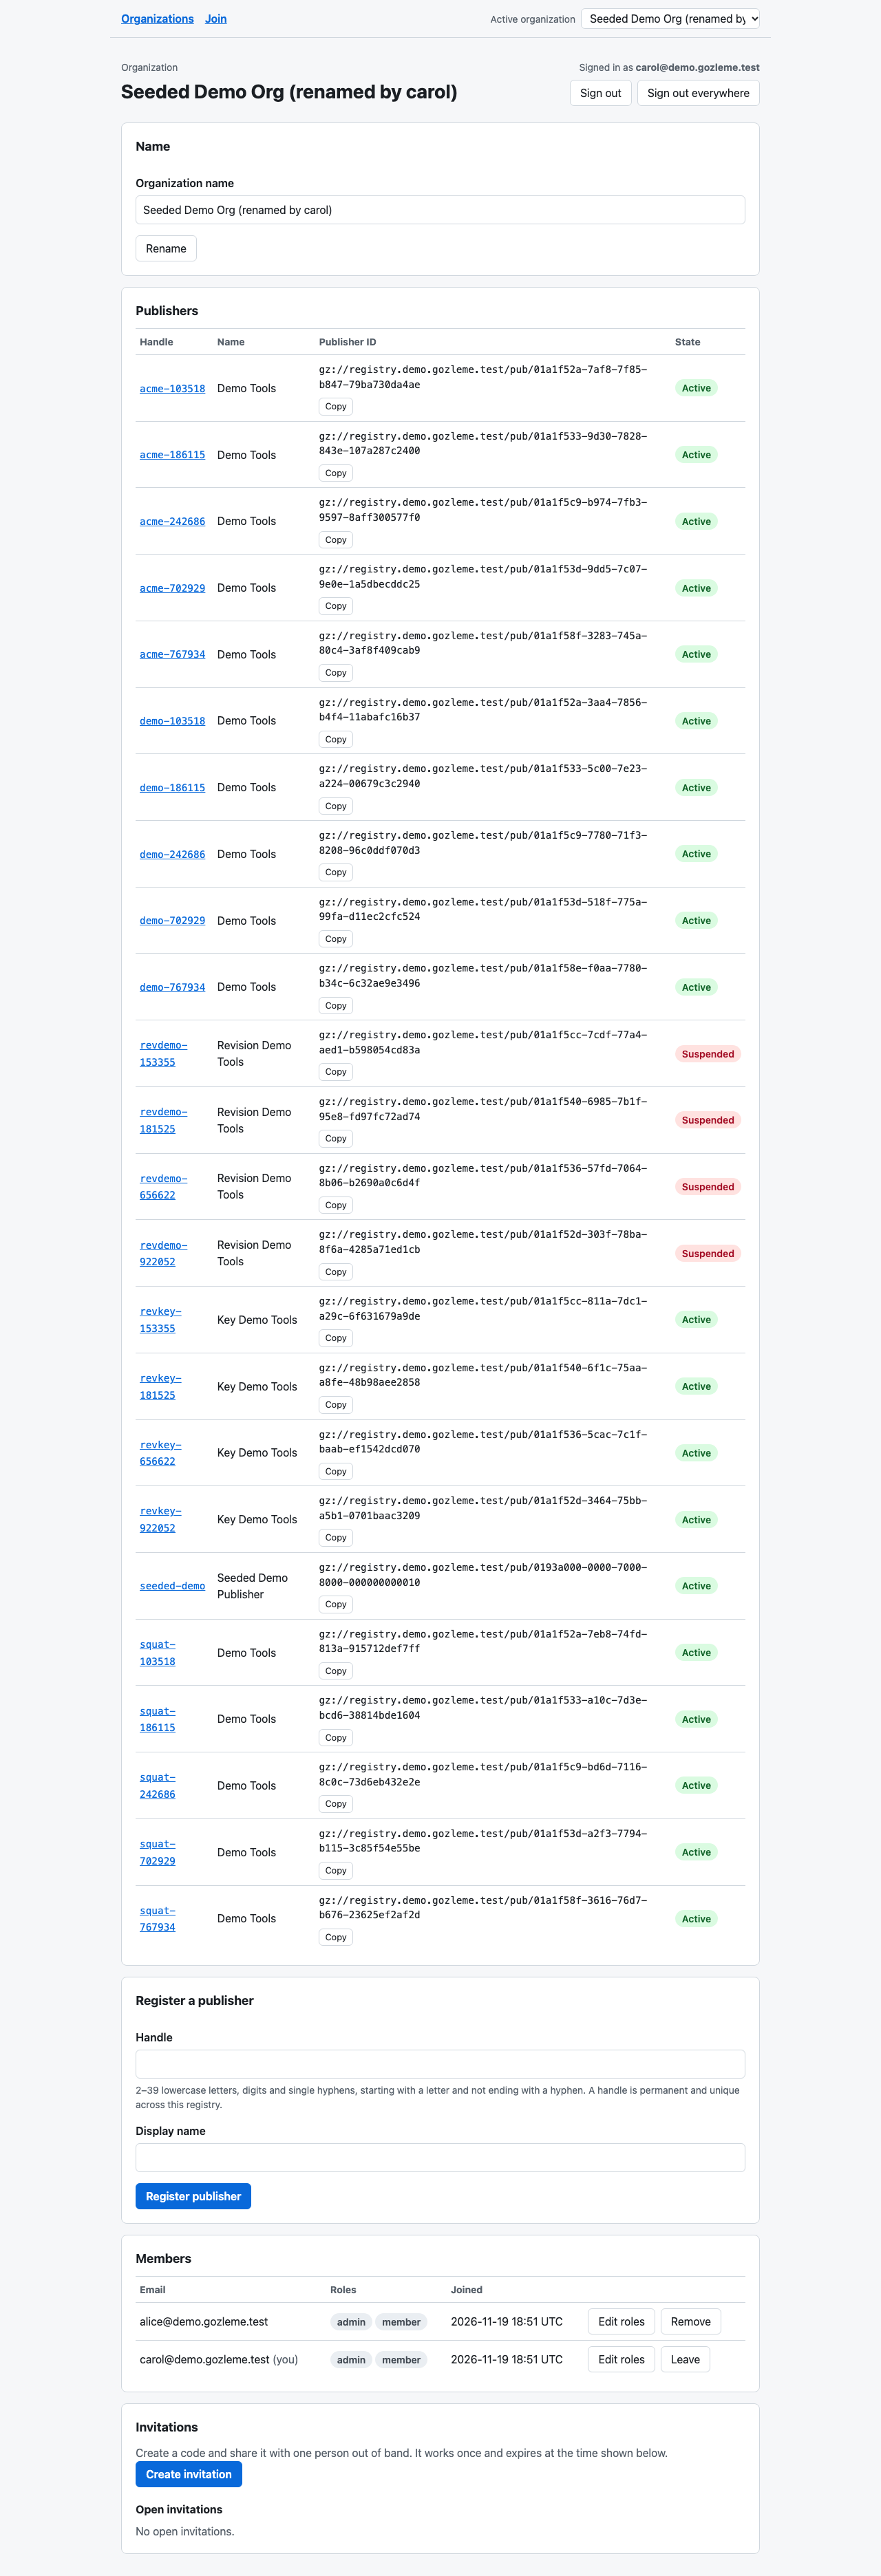 Organizations Join Active organization Seeded Demo Org (renamed by
Organization Signed in as carol@demo.gozleme.test
Seeded Demo Org (renamed by carol) Sign out Sign out everywhere
Name
Organization name
Seeded Demo Org (renamed by carol)
Rename
Publishers
Handle Name Publisher ID State
acme-103518 Demo Tools gz://registry.demo.gozleme.test/pub/01a1f52a-7af8-7f85-
b847-79ba730da4ae Active
Copy
acme-186115 Demo Tools gz://registry.demo.gozleme.test/pub/01a1f533-9d30-7828-
843e-107a287c2400 Active
Copy
acme-242686 Demo Tools gz://registry.demo.gozleme.test/pub/01a1f5c9-b974-7fb3-
9597-8aff300577f0 Active
Copy
acme-702929 Demo Tools gz://registry.demo.gozleme.test/pub/01a1f53d-9dd5-7c07-
9e0e-1a5dbecddc25 Active
Copy
acme-767934 Demo Tools gz://registry.demo.gozleme.test/pub/01a1f58f-3283-745a-
80c4-3af8f409cab9 Active
Copy
demo-103518 Demo Tools gz://registry.demo.gozleme.test/pub/01a1f52a-3aa4-7856-
b4f4-11abafc16b37 Active
Copy
demo-186115 Demo Tools gz://registry.demo.gozleme.test/pub/01a1f533-5c00-7e23-
a224-00679c3c2940 Active
Copy
demo-242686 Demo Tools gz://registry.demo.gozleme.test/pub/01a1f5c9-7780-71f3-
8208-96c0ddf070d3 Active
Copy
demo-702929 Demo Tools gz://registry.demo.gozleme.test/pub/01a1f53d-518f-775a-
99fa-d11ec2cfc524 Active
Copy
demo-767934 Demo Tools gz://registry.demo.gozleme.test/pub/01a1f58e-f0aa-7780-
b34c-6c32ae9e3496 Active
Copy
revdemo- Revision Demo gz://registry.demo.gozleme.test/pub/01a1f5cc-7cdf-77a4-
153355 Tools aed1-b598054cd83a Suspended
Copy
revdemo- Revision Demo gz://registry.demo.gozleme.test/pub/01a1f540-6985-7b1f-
181525 Tools 95e8-fd97fc72ad74 Suspended
Copy
revdemo- Revision Demo gz://registry.demo.gozleme.test/pub/01a1f536-57fd-7064-
656622 Tools 8b06-b2690a0c6d4f Suspended
Copy
revdemo- Revision Demo gz://registry.demo.gozleme.test/pub/01a1f52d-303f-78ba-
922052 Tools 8f6a-4285a71ed1cb Suspended
Copy
revkey- Key Demo Tools gz://registry.demo.gozleme.test/pub/01a1f5cc-811a-7dc1-
153355 a29c-6f631679a9de Active
Copy
revkey- Key Demo Tools gz://registry.demo.gozleme.test/pub/01a1f540-6f1c-75aa-
181525 a8fe-48b98aee2858 Active
Copy
revkey- Key Demo Tools gz://registry.demo.gozleme.test/pub/01a1f536-5cac-7c1f-
656622 baab-ef1542dcd070 Active
Copy
revkey- Key Demo Tools gz://registry.demo.gozleme.test/pub/01a1f52d-3464-75bb-
922052 a5b1-0701baac3209 Active
Copy
seeded-demo Seeded Demo gz://registry.demo.gozleme.test/pub/0193a000-0000-7000-
Publisher 8000-000000000010 Active
Copy
squat- Demo Tools gz://registry.demo.gozleme.test/pub/01a1f52a-7eb8-74fd-
103518 813a-915712def7ff Active
Copy
squat- Demo Tools gz://registry.demo.gozleme.test/pub/01a1f533-a10c-7d3e-
186115 bcd6-38814bde1604 Active
Copy
squat- Demo Tools gz://registry.demo.gozleme.test/pub/01a1f5c9-bd6d-7116-
242686 8c0c-73d6eb432e2e Active
Copy
squat- Demo Tools gz://registry.demo.gozleme.test/pub/01a1f53d-a2f3-7794-
702929 b115-3c85f54e55be Active
Copy
squat- Demo Tools gz://registry.demo.gozleme.test/pub/01a1f58f-3616-76d7-
767934 b676-23625ef2af2d Active
Copy
Register a publisher
Handle
2–39 lowercase letters, digits and single hyphens, starting with a letter and not ending with a hyphen. A handle is permanent and unique
across this registry.
Display name
Register publisher
Members
Email Roles Joined
alice@demo.gozleme.test admin member 2026-11-19 18:51 UTC Edit roles Remove
carol@demo.gozleme.test (you) admin member 2026-11-19 18:51 UTC Edit roles Leave
Invitations
Create a code and share it with one person out of band. It works once and expires at the time shown below.
Create invitation
Open invitations
No open invitations.